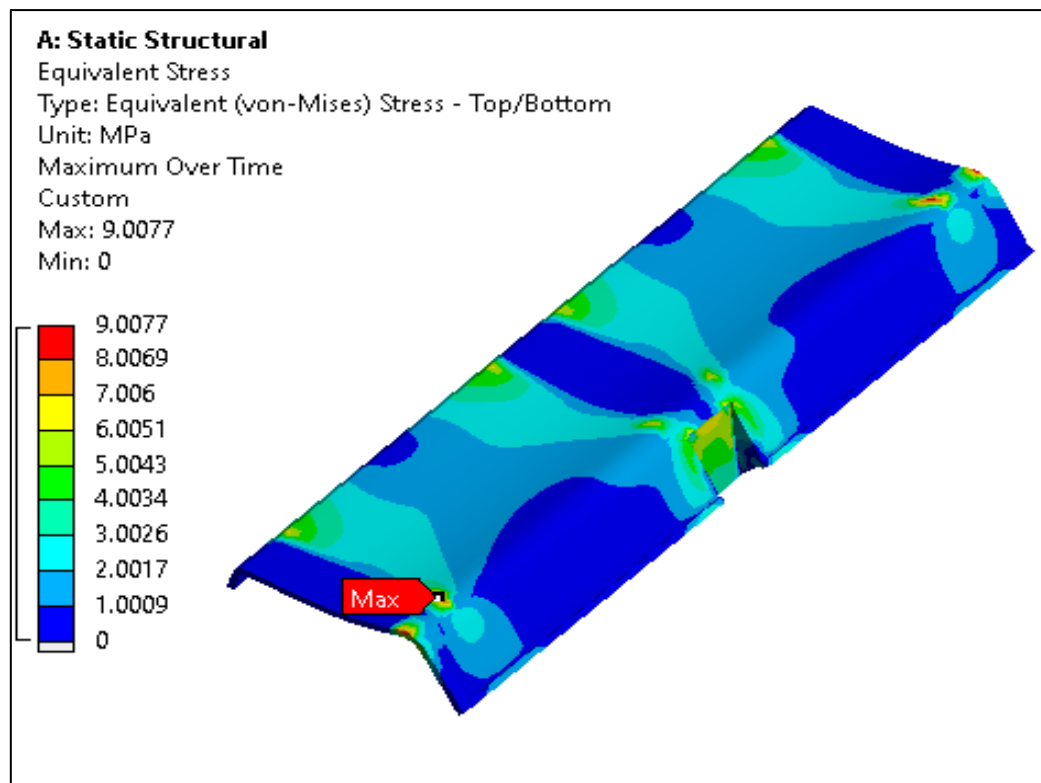 A: Static Structural
Equivalent Stress
Type: Equivalent (von-Mises) Stress - Top/Bottom
Unit: MPa
Maximum Over Time
Custom
Max: 9.0077
Min: 0
9.0077
8.0069
7.006
6.0051
5.0043
4.0034
3.0026
2.0017
1.0009
0
Max